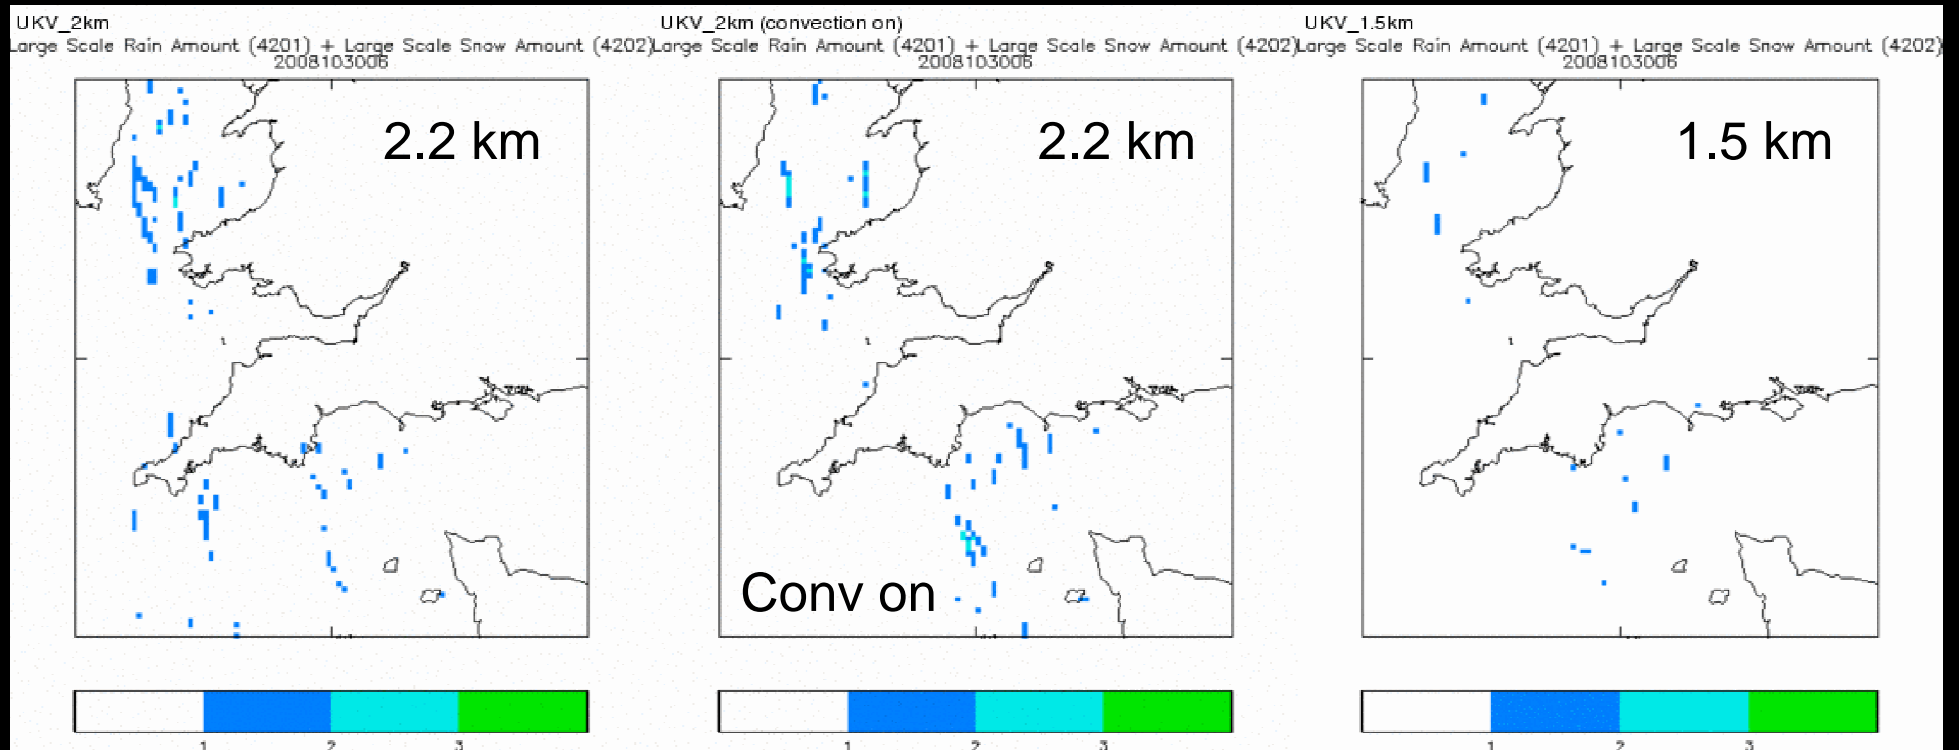 UKV_2km
Large Scale Rain Amount (4201) + Large Scale Snow Amount (4202)
2008103006
2.2 km
1 2 3
UKV_2km (convection on)
Large Scale Rain Amount (4201) + Large Scale Snow Amount (4202)
2008103006
2.2 km
Conv on
1 2 3
UKV_1.5km
Large Scale Rain Amount (4201) + Large Scale Snow Amount (4202)
2008103006
1.5 km
1 2 3